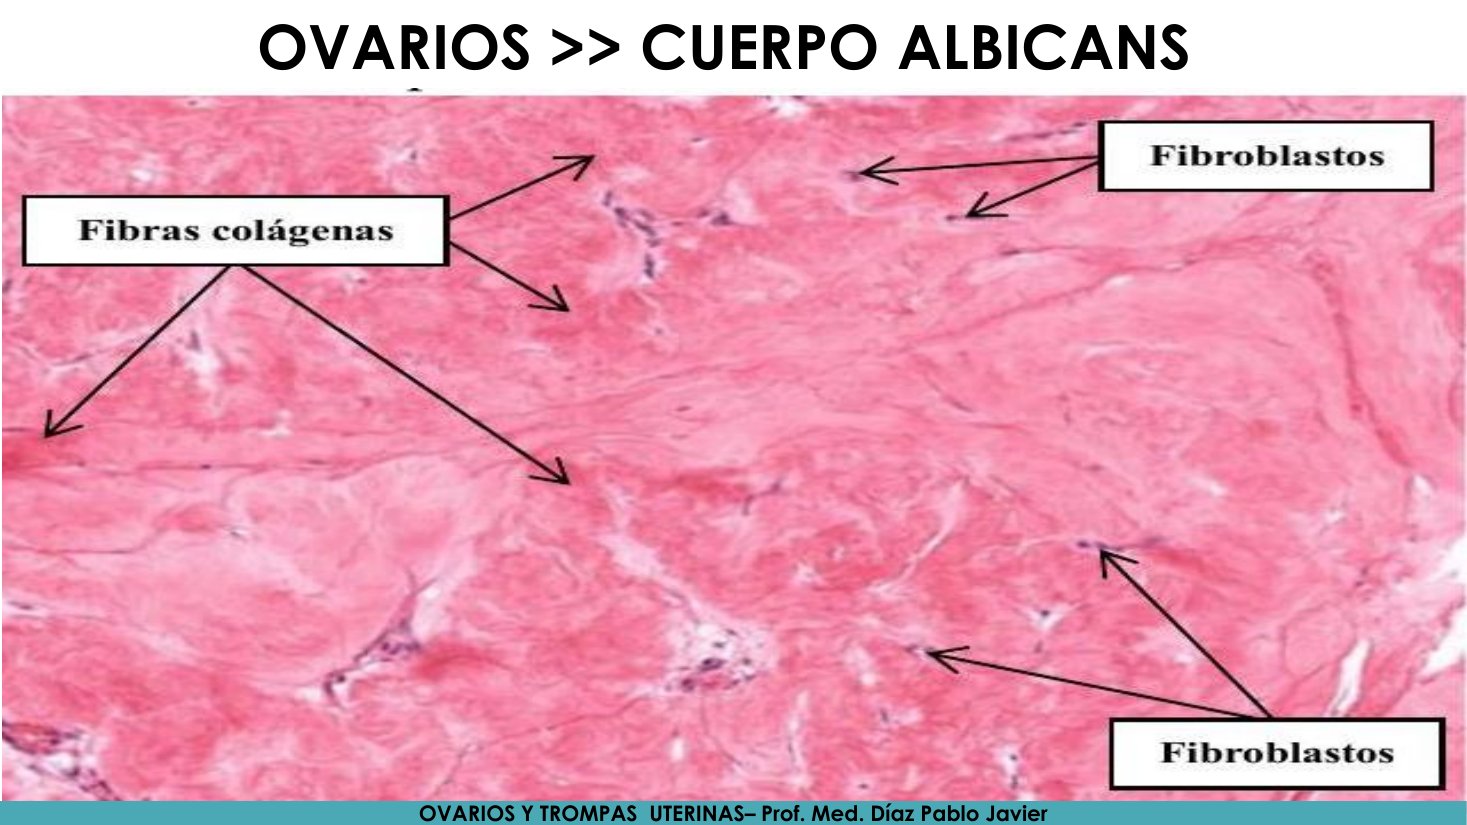 OVARIOS >> CUERPO ALBICANS
Fibroblastos
Fibras colágenas
Fibroblastos
OVARIOS Y TROMPAS UTERINAS– Prof. Med. Díaz Pablo Javier